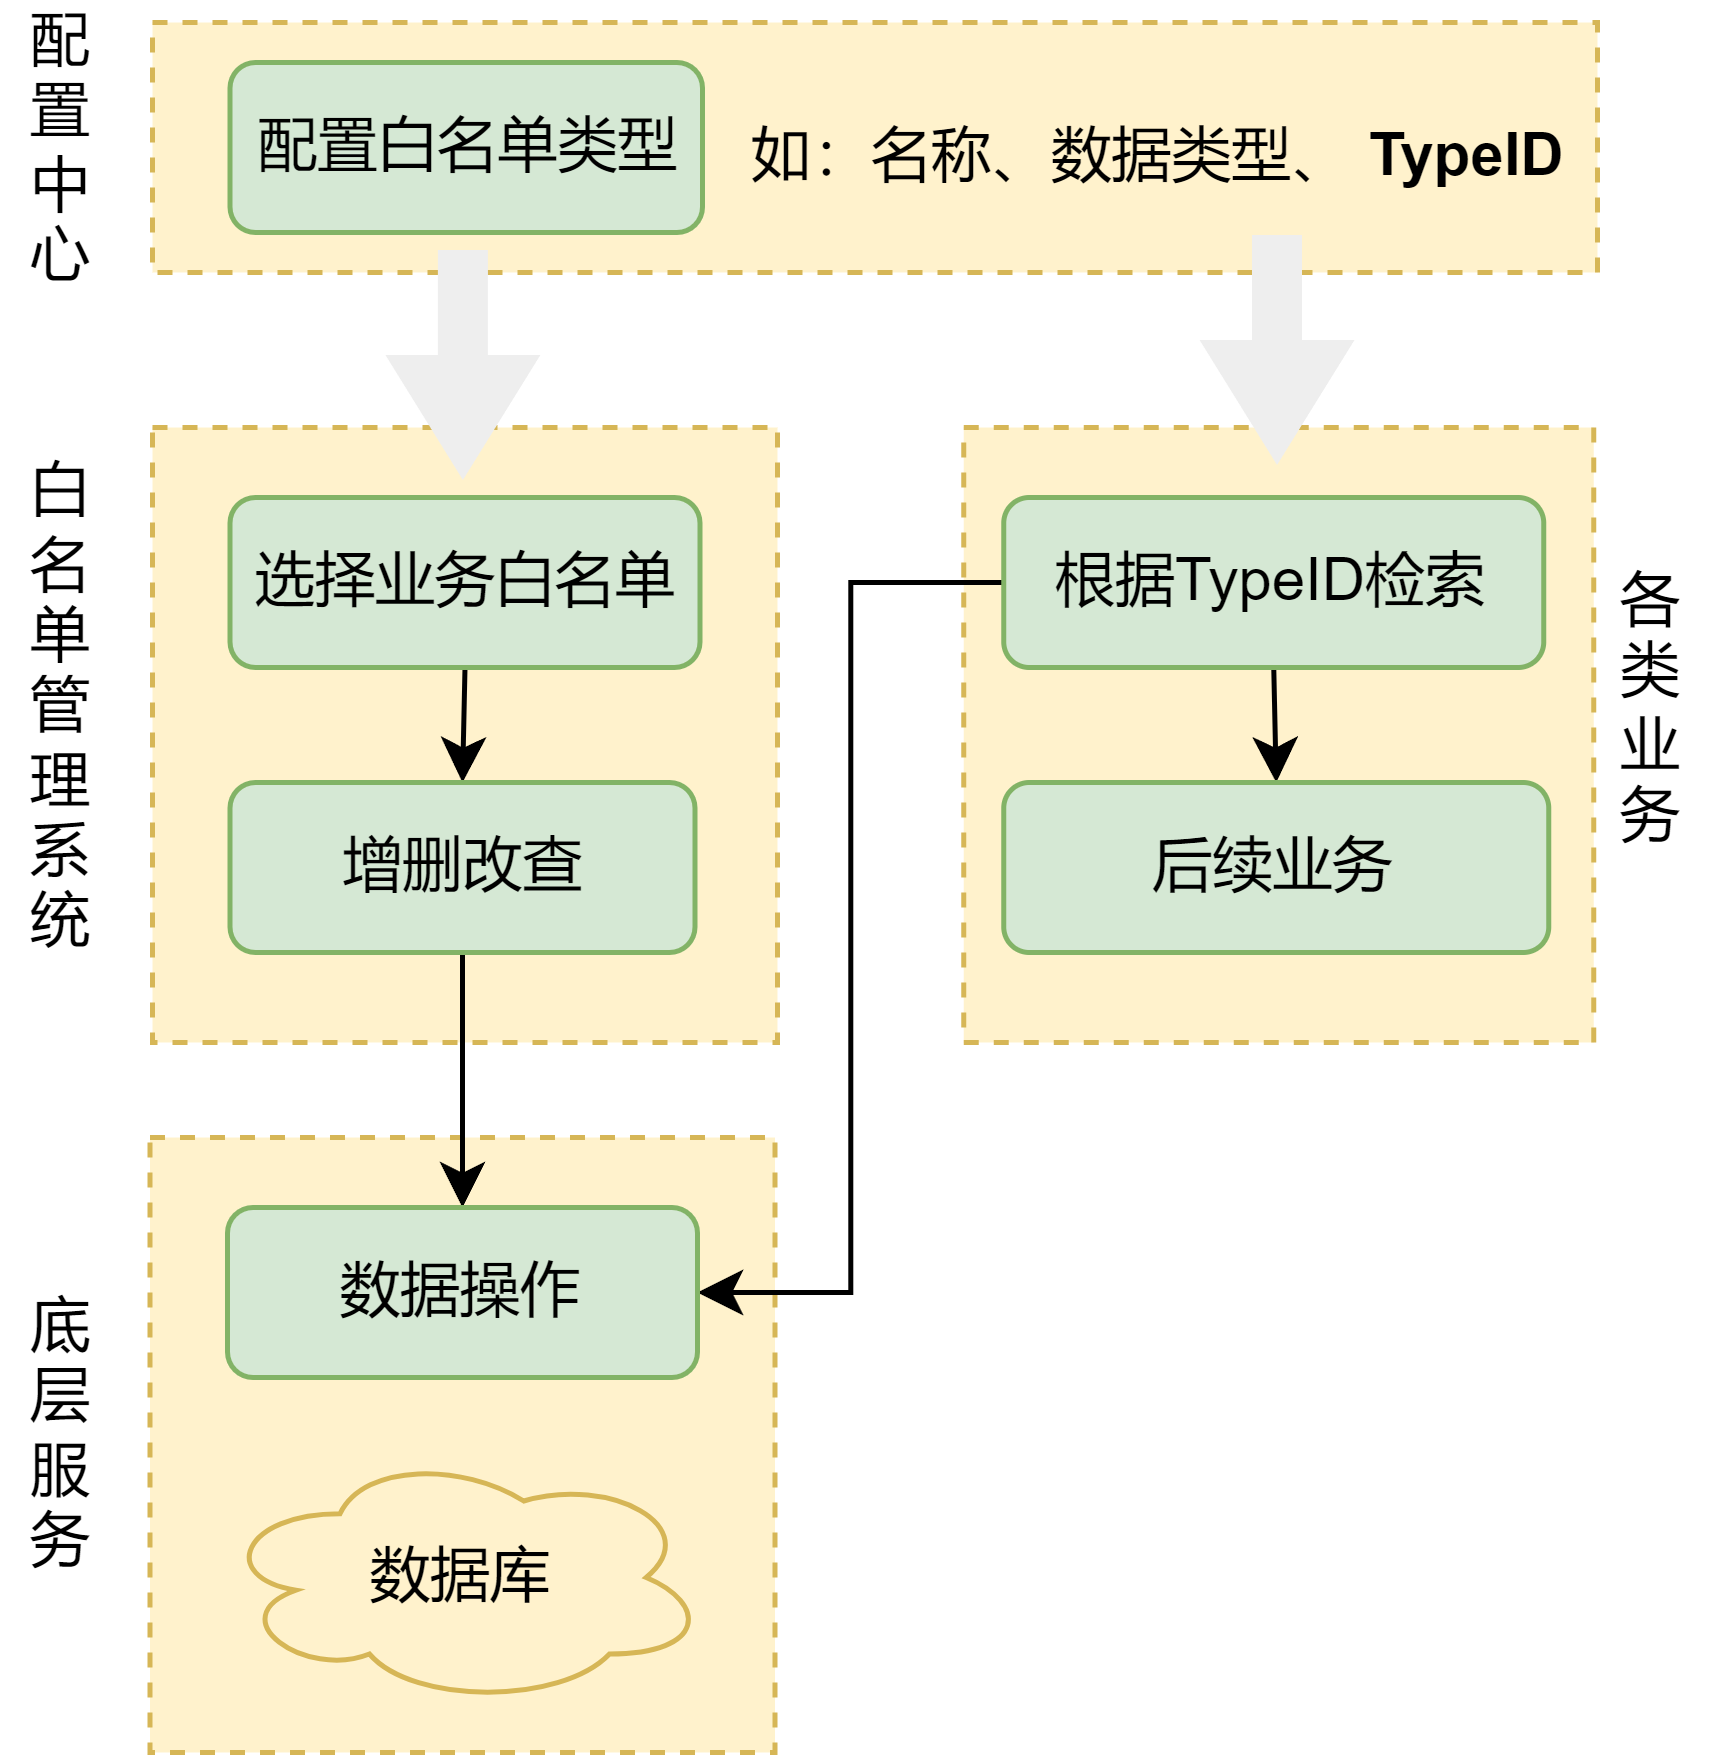 配置中心
配置白名单类型
如：名称、数据类型、 TypeID
白名单管理系统
选择业务白名单
增删改查
根据TypeID检索
后续业务
各类业务
底层服务
数据操作
数据库